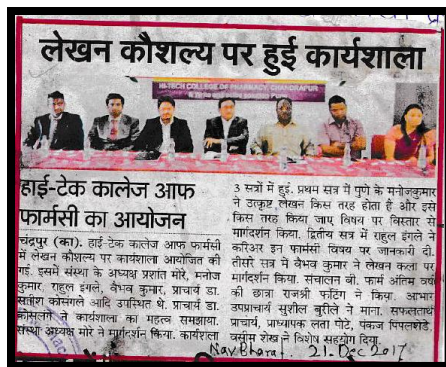 लेखन कौशल्य पर हुई कार्यशाला
HI-TECH COLLEGE OF PHARMACY, CHANDRAPUR
हाई-टेक कालेज आफ
फार्मसी का आयोजन
चंद्रपुर (का). हाई-टेक कालेज आफ फार्मसी
में लेखन कौशल्य पर कार्यशाला आयोजित की
गई. इसमें संस्था के अध्यक्ष प्रशांत मोरे, मनोज
कुमार, राहुल इंगले, वैभव कुमार, प्राचार्य डा.
सतीश कोसंगले आदि उपस्थित थे. प्राचार्य डा.
कोसलगे ने कार्यशाला का महत्व समझाया.
संस्था अध्यक्ष मोरे ने मार्गदर्शन किया. कार्यशाला
3 सत्रों में हुई. प्रथम सत्र में पुणे के मनोजकुमार
ने उत्कृष्ट लेखन किस तरह होता है और इसे
किस तरह किया जाए विषय पर विस्तार से
मार्गदर्शन किया. द्वितीय सत्र में राहुल इंगले ने
करिअर इन फार्मसी विषय पर जानकारी दी.
तीसरे सत्र में वैभव कुमार ने लेखन कला पर
मार्गदर्शन किया. संचालन बी. फार्म अंतिम वर्ष
की छात्रा राजश्री फटिंग ने किया. आभार
उपप्राचार्य सुशील बुरीले ने माना. सफलतार्थ
प्राचार्य, प्राध्यापक लता पोटे, पंकज पिपलशेंडे,
वसीम शेख ने विशेष सहयोग दिया.
Nav Bharat, 21 Dec 2017